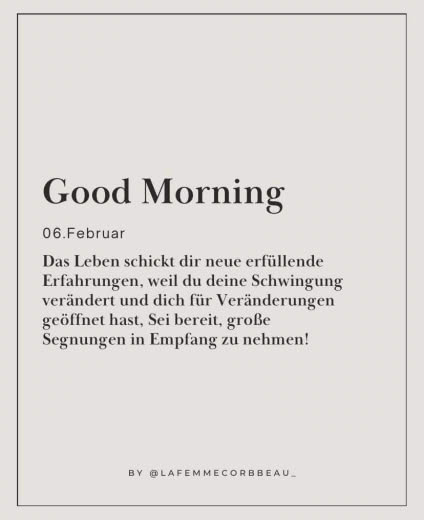 Good Morning
06.Februar
Das Leben schickt dir neue erfüllende
Erfahrungen, weil du deine Schwingung
verändert und dich für Veränderungen
geöffnet hast, Sei bereit, große
Segnungen in Empfang zu nehmen!
BY @LAFEMMECORBBEAU_